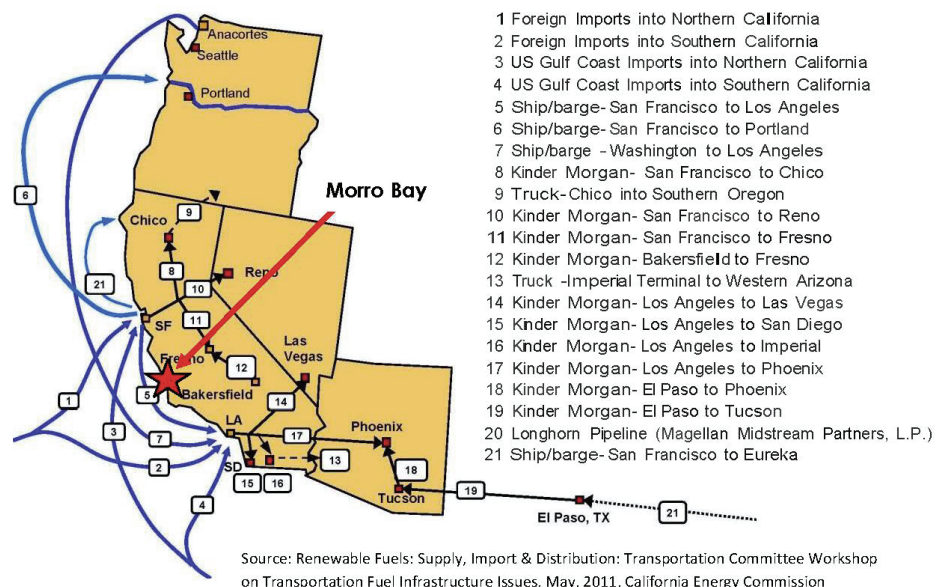 Anacortes
Seattle
Portland
Morro Bay
6
9
Chico
8
Reno
21
10
SF
11
Fresno
Las
Vegas
12
Bakersfield
1
5
14
3
LA
7
17
Phoenix
2
SD
13
18
15
16
Tucson
19
4
El Paso, TX
21
1 Foreign Imports into Northern California
2 Foreign Imports into Southern California
3 US Gulf Coast Imports into Northern California
4 US Gulf Coast Imports into Southern California
5 Ship/barge-San Francisco to Los Angeles
6 Ship/barge-San Francisco to Portland
7 Ship/barge -Washington to Los Angeles
8 Kinder Morgan- San Francisco to Chico
9 Truck-Chico into Southern Oregon
10 Kinder Morgan- San Francisco to Reno
11 Kinder Morgan- San Francisco to Fresno
12 Kinder Morgan- Bakersfield to Fresno
13 Truck -Imperial Terminal to Western Arizona
14 Kinder Morgan- Los Angeles to Las Vegas
15 Kinder Morgan- Los Angeles to San Diego
16 Kinder Morgan- Los Angeles to Imperial
17 Kinder Morgan- Los Angeles to Phoenix
18 Kinder Morgan- El Paso to Phoenix
19 Kinder Morgan- El Paso to Tucson
20 Longhorn Pipeline (Magellan Midstream Partners, L.P.)
21 Ship/barge-San Francisco to Eureka
Source: Renewable Fuels: Supply, Import & Distribution: Transportation Committee Workshop
on Transportation Fuel Infrastructure Issues. May, 2011. California Energy Commission